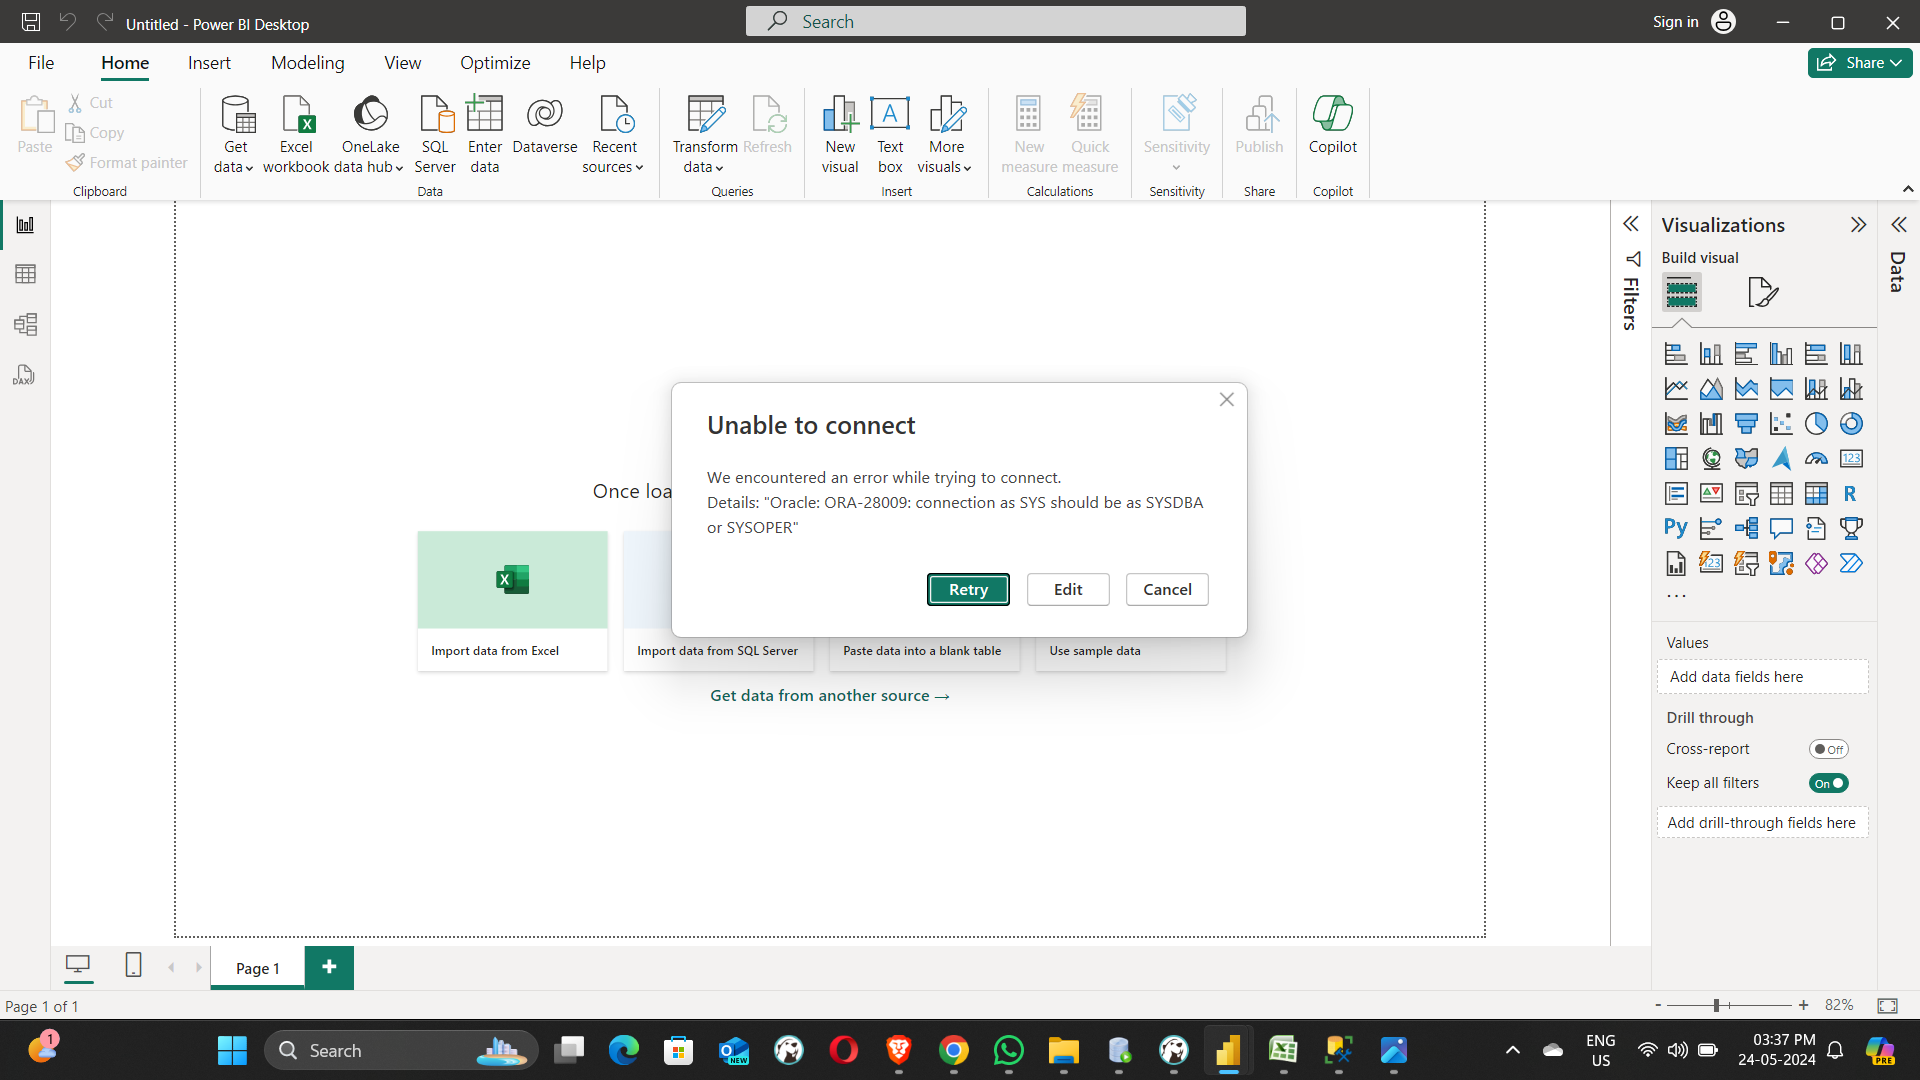 Untitled - Power BI Desktop
Search
Sign in
File
Home
Insert
Modeling
View
Optimize
Help
Share
Paste
Cut
Copy
Format painter
Clipboard
Get
data
Excel
workbook
OneLake
data hub
SQL
Server
Enter
data
Dataverse
Recent
sources
Data
Transform
data
Refresh
Queries
New
visual
Text
box
More
visuals
Insert
New
measure
Quick
measure
Calculations
Sensitivity
Sensitivity
Publish
Share
Copilot
Copilot
DAX
Filters
Visualizations
Build visual
Data
123
R
Py
123
Unable to connect
We encountered an error while trying to connect.
Details: "Oracle: ORA-28009: connection as SYS should be as SYSDBA
or SYSOPER"
Retry
Edit
Cancel
Once loa
Import data from Excel
Import data from SQL Server
Paste data into a blank table
Use sample data
Get data from another source →
Values
Add data fields here
Drill through
Cross-report
Off
Keep all filters
On
Add drill-through fields here
Page 1
Page 1 of 1
- + 82%
1
Search
NEW
ENG
US
03:37 PM
24-05-2024
PRE